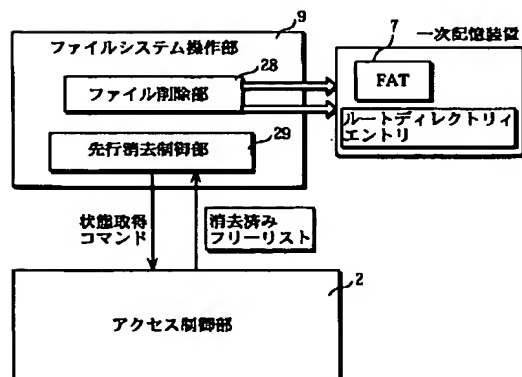 9
ファイルシステム操作部
28
ファイル削除部
29
先行消去制御部
一次記憶装置
7
FAT
ルートディレクトリィ
エントリ
状態取得
コマンド
消去済み
フリーリスト
2
アクセス制御部